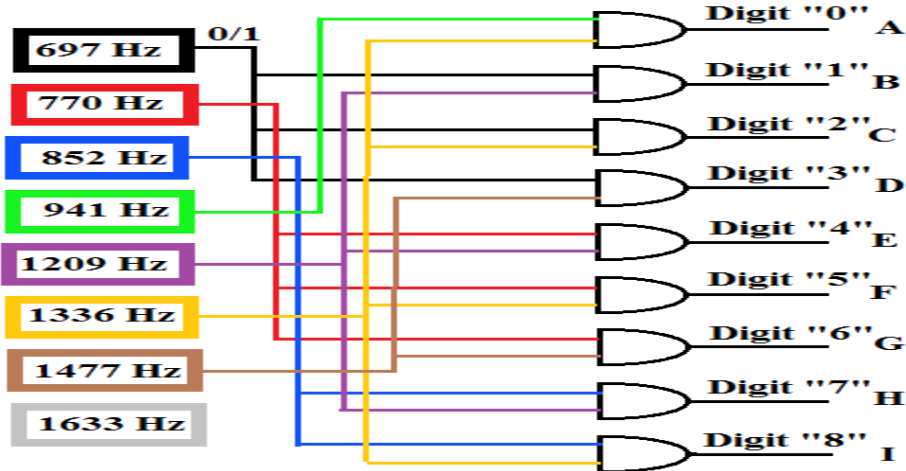 697 Hz
0/1
770 Hz
852 Hz
941 Hz
1209 Hz
1336 Hz
1477 Hz
1633 Hz
Digit "0" A
Digit "1" B
Digit "2" C
Digit "3" D
Digit "4" E
Digit "5" F
Digit "6" G
Digit "7" H
Digit "8" I